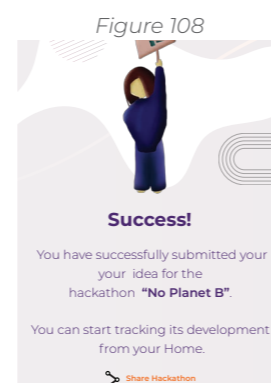 Figure 108
Success!
You have successfully submitted your
your idea for the
hackathon “No Planet B”.
You can start tracking its development
from your Home.
Share Hackathon